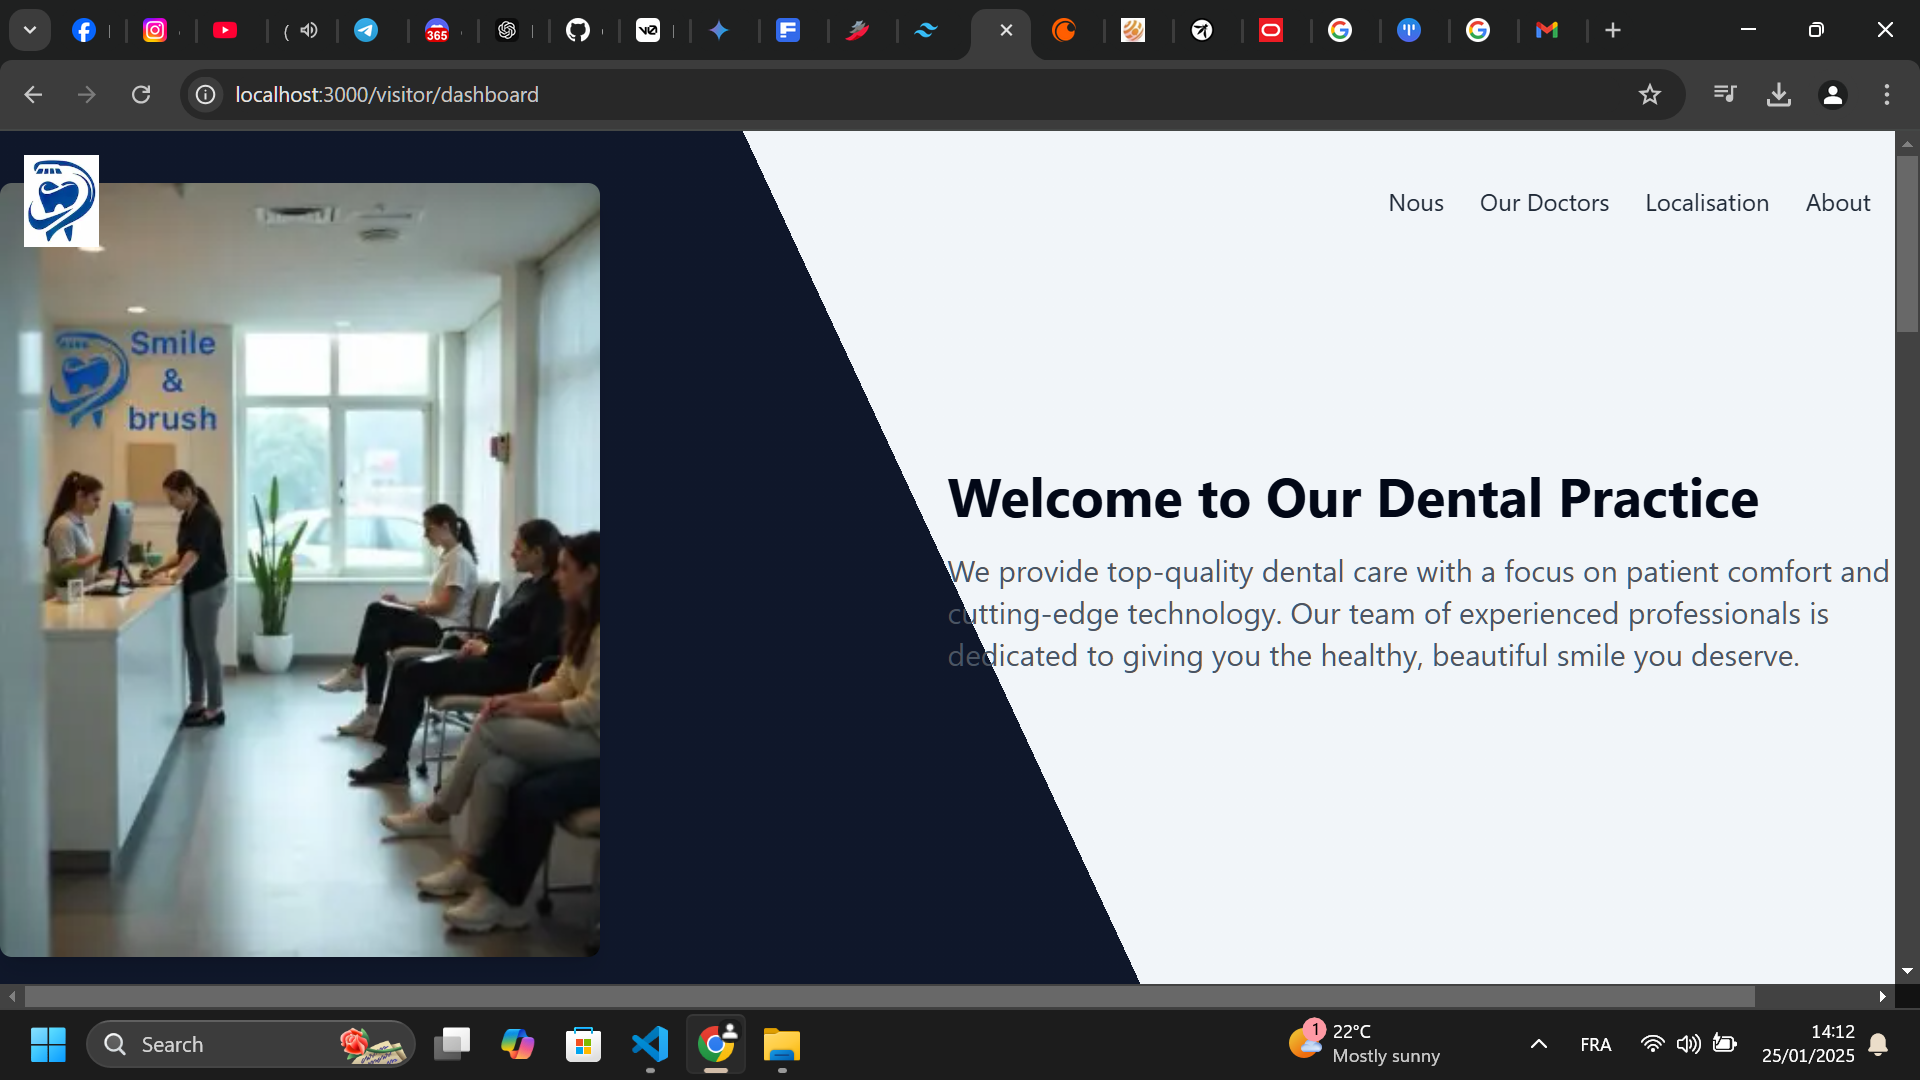 365
localhost:3000/visitor/dashboard
Nous
Our Doctors
Localisation
About
Smile
&
brush
Welcome to Our Dental Practice
We provide top-quality dental care with a focus on patient comfort and
cutting-edge technology. Our team of experienced professionals is
dedicated to giving you the healthy, beautiful smile you deserve.
Search
1
22°C
Mostly sunny
FRA
14:12
25/01/2025